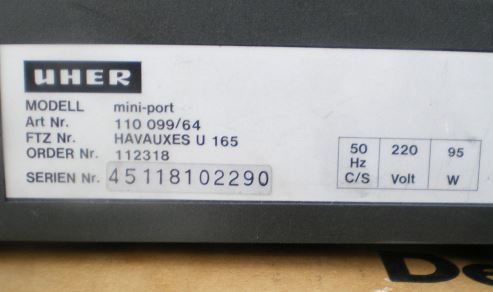 UHER
MODELL mini-port
Art Nr. 110 099/64
FTZ Nr. HAVAUXES U 165
ORDER Nr. 112318
SERIEN Nr. 45118102290
50 Hz C/S 220 Volt 95 W
De